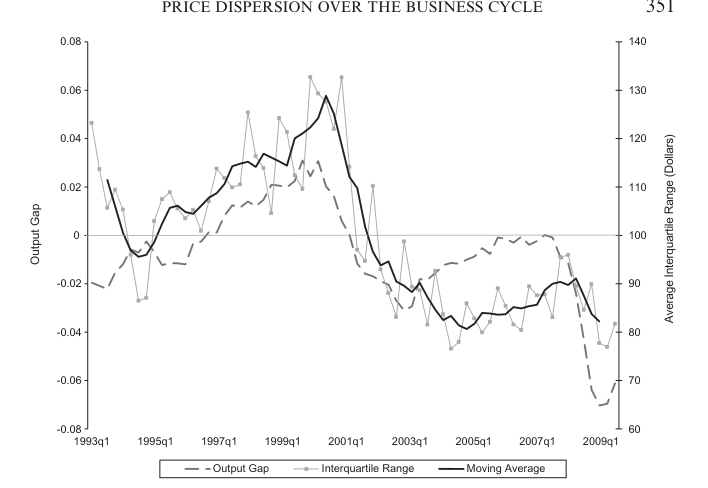 PRICE DISPERSION OVER THE BUSINESS CYCLE 351
0.08 140
0.06 130
0.04 120
0.02 110
0 100
-0.02 90
-0.04 80
-0.06 70
-0.08 60
Output Gap
Average Interquartile Range (Dollars)
1993q1 1995q1 1997q1 1999q1 2001q1 2003q1 2005q1 2007q1 2009q1
Output Gap Interquartile Range Moving Average